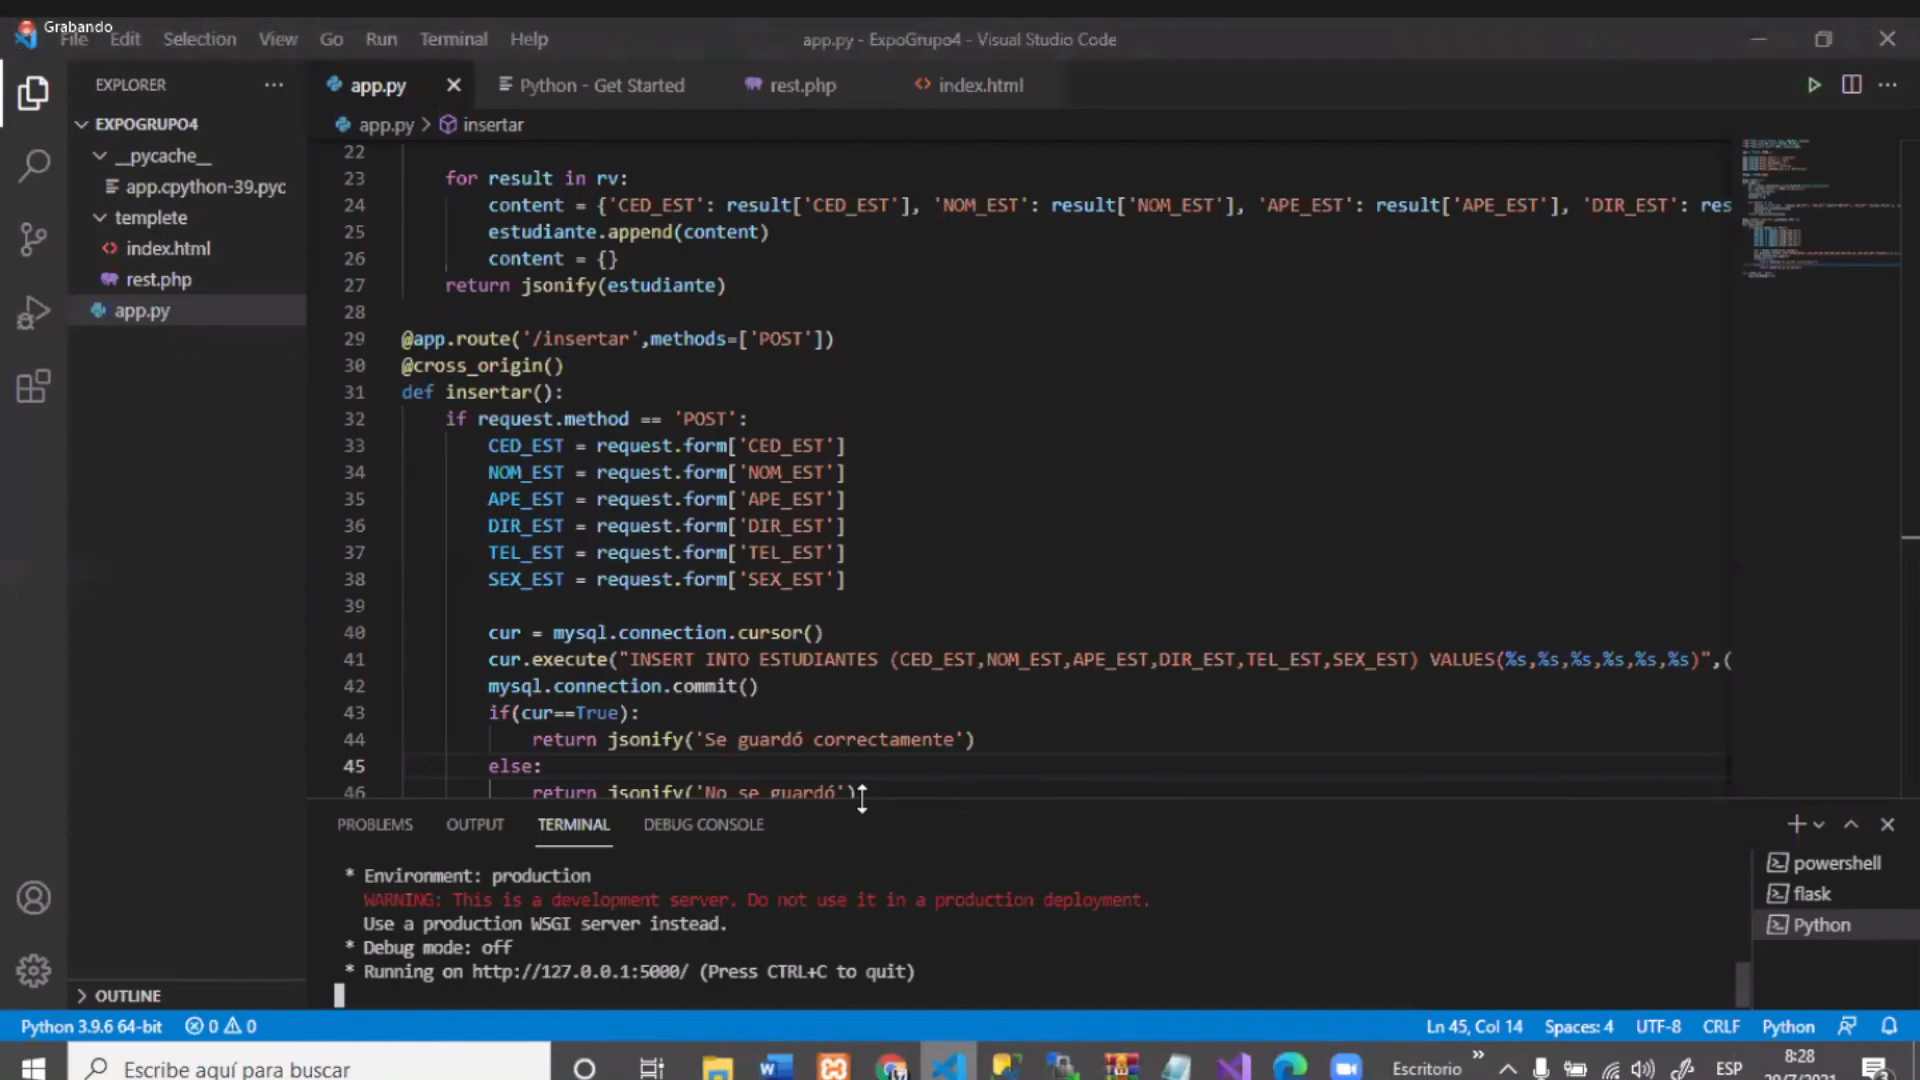 Grabando
File Edit Selection View Go Run Terminal Help
app.py - ExpoGrupo4 - Visual Studio Code
EXPLORER
app.py
Python - Get Started
rest.php
index.html
EXPOGRUPO4
app.py > insertar
__pycache__
app.cpython-39.pyc
templete
index.html
rest.php
app.py
22
23 for result in rv:
24 content = {'CED_EST': result['CED_EST'], 'NOM_EST': result['NOM_EST'], 'APE_EST': result['APE_EST'], 'DIR_EST': res
25 estudiante.append(content)
26 content = {}
27 return jsonify(estudiante)
28
29 @app.route('/insertar',methods=['POST'])
30 @cross_origin()
31 def insertar():
32 if request.method == 'POST':
33 CED_EST = request.form['CED_EST']
34 NOM_EST = request.form['NOM_EST']
35 APE_EST = request.form['APE_EST']
36 DIR_EST = request.form['DIR_EST']
37 TEL_EST = request.form['TEL_EST']
38 SEX_EST = request.form['SEX_EST']
39
40 cur = mysql.connection.cursor()
41 cur.execute("INSERT INTO ESTUDIANTES (CED_EST,NOM_EST,APE_EST,DIR_EST,TEL_EST,SEX_EST) VALUES(%s,%s,%s,%s,%s,%s)",(
42 mysql.connection.commit()
43 if(cur==True):
44 return jsonify('Se guardó correctamente')
45 else:
46 return jsonify('No se guardó')
PROBLEMS OUTPUT TERMINAL DEBUG CONSOLE
* Environment: production
WARNING: This is a development server. Do not use it in a production deployment.
Use a production WSGI server instead.
* Debug mode: off
* Running on http://127.0.0.1:5000/ (Press CTRL+C to quit)
powershell
flask
Python
OUTLINE
Python 3.9.6 64-bit 0 0
Ln 45, Col 14 Spaces: 4 UTF-8 CRLF Python
Escribe aquí para buscar
Escritorio
ESP
8:28